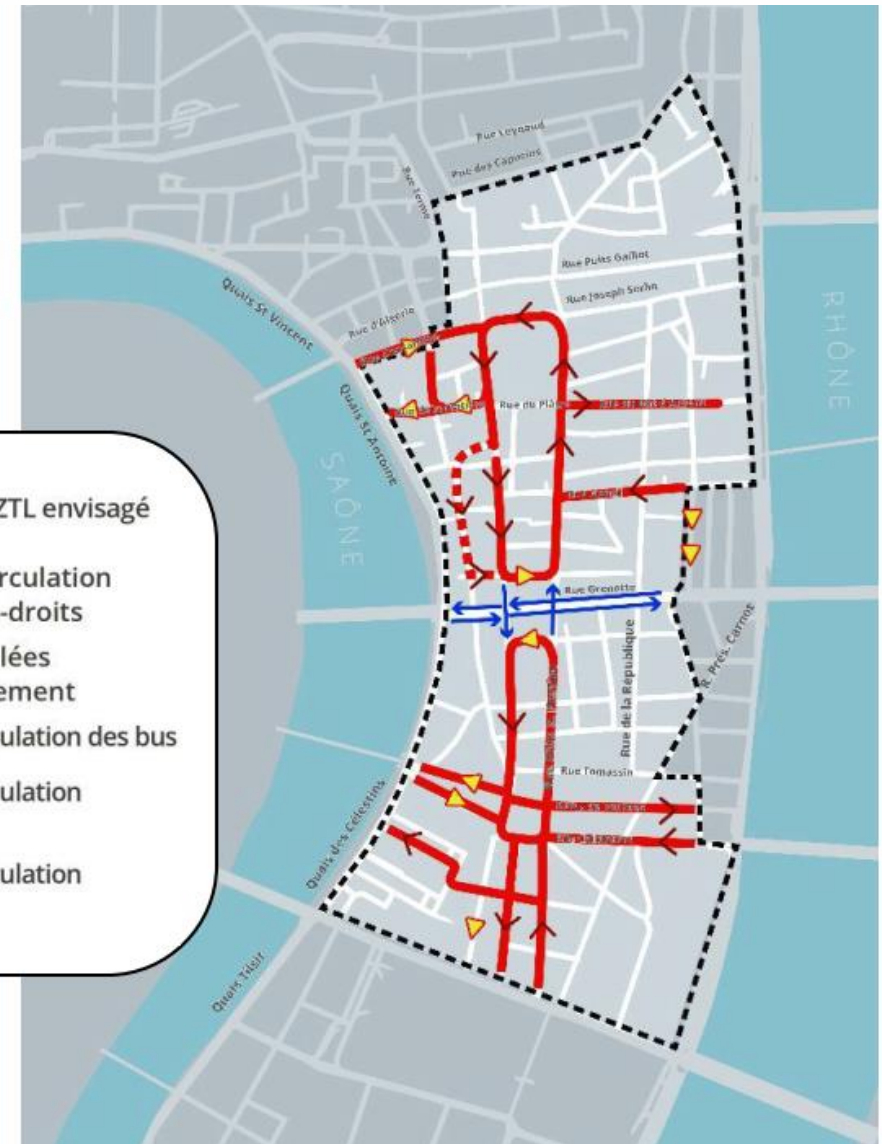 ZTL envisagé
rculation
-droits
lées
ement
ulation des bus
ulation
ulation
Rue Leynaud
Rue des Capucins
Rue Terme
Rue Puits Gaillot
Rue Joseph Serlin
Quais St Vincent
Rue d'Algérie
Quais St Antoine
Rue du Plâtre
RHÔNE
SAÔNE
Rue Grenette
Rue de la République
R. Prés. Carnot
Rue Tomassin
Quais des Célestins
Quais Tilsit